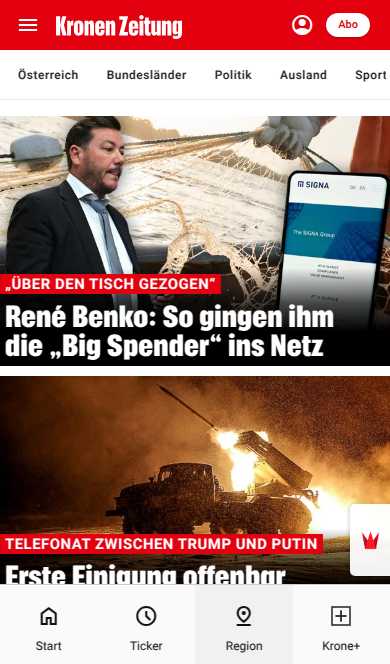 Kronen Zeitung
Abo
Österreich Bundesländer Politik Ausland Sport
SIGNA
The SIGNA Group
„ÜBER DEN TISCH GEZOGEN“
René Benko: So gingen ihm
die „Big Spender“ ins Netz
TELEFONAT ZWISCHEN TRUMP UND PUTIN
Erste Einigung offenbar
Start Ticker Region Krone+